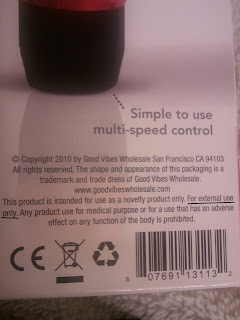 Simple to use
multi-speed control
© Copyright 2010 by Good Vibes Wholesale San Francisco CA 94103
All rights reserved. The shape and appearance of this packaging is a
trademark and trade dress of Good Vibes Wholesale.
www.goodvibeswholesale.com
This product is intended for use as a novelty product only. For external use
only. Any product use for medical purpose or for a use that has an adverse
effect on any function of the body is prohibited.
CE
8 07691 13113 2